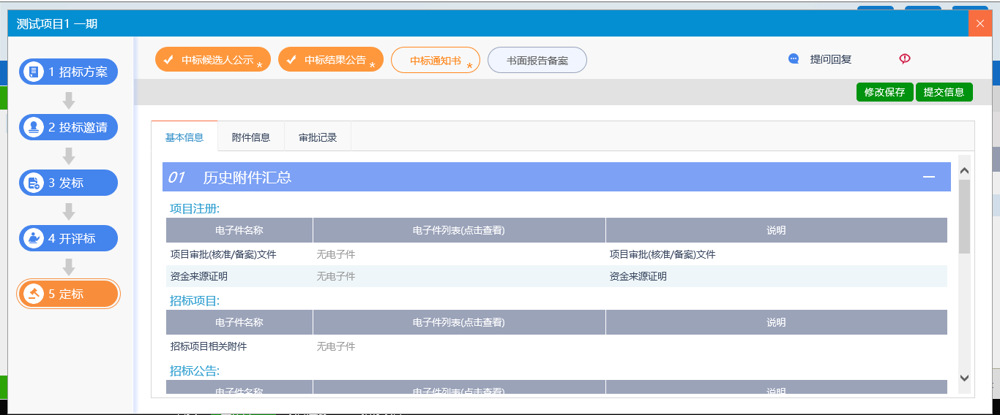 测试项目1 一期
1 招标方案
2 投标邀请
3 发标
4 开评标
5 定标
中标候选人公示 * 中标结果公告 * 中标通知书 * 书面报告备案 提问回复
修改保存 提交信息
基本信息 附件信息 审批记录
01 历史附件汇总
项目注册:
电子件名称 电子件列表(点击查看) 说明
项目审批(核准/备案)文件 无电子件 项目审批(核准/备案)文件
资金来源证明 无电子件 资金来源证明
招标项目:
电子件名称 电子件列表(点击查看) 说明
招标项目相关附件 无电子件
招标公告:
电子件名称 电子件列表(点击查看) 说明